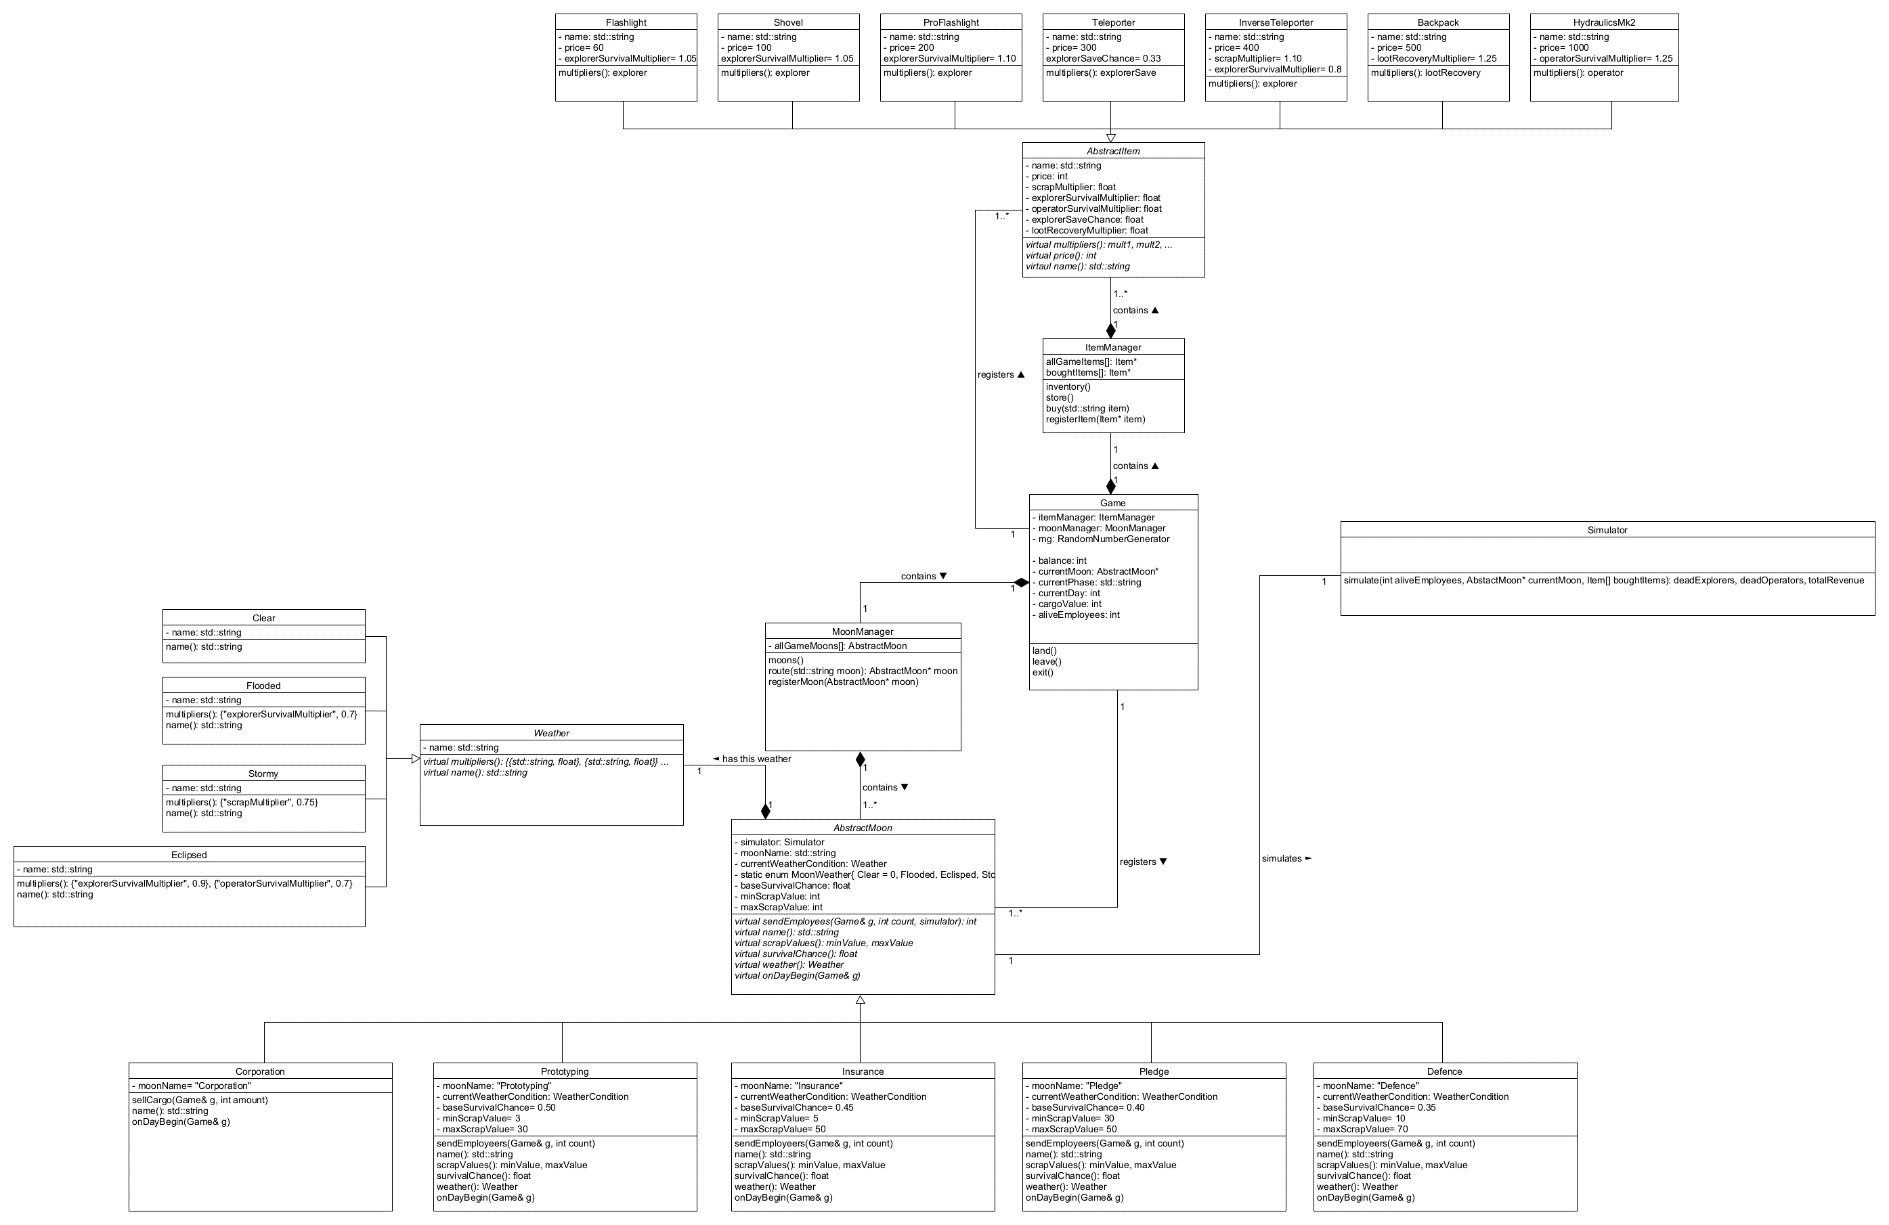 Flashlight
- name: std::string
- price= 60
- explorerSurvivalMultiplier= 1.05
multipliers(): explorer
Shovel
- name: std::string
- price= 100
explorerSurvivalMultiplier= 1.05
multipliers(): explorer
ProFlashlight
- name: std::string
- price= 200
explorerSurvivalMultiplier= 1.10
multipliers(): explorer
Teleporter
- name: std::string
- price= 300
explorerSaveChance= 0.33
multipliers(): explorerSave
InverseTeleporter
- name: std::string
- price= 400
- scrapMultiplier= 1.10
- explorerSurvivalMultiplier= 0.8
multipliers(): explorer
Backpack
- name: std::string
- price= 500
- lootRecoveryMultiplier= 1.25
multipliers(): lootRecovery
HydraulicsMk2
- name: std::string
- price= 1000
- operatorSurvivalMultiplier= 1.25
multipliers(): operator
AbstractItem
- name: std::string
- price: int
- scrapMultiplier: float
- explorerSurvivalMultiplier: float
- operatorSurvivalMultiplier: float
- explorerSaveChance: float
- lootRecoveryMultiplier: float
virtual multipliers(): mult1, mult2, ...
virtual price(): int
virtaul name(): std::string
1..*
1..*
contains ▲
1
ItemManager
allGameItems[]: Item*
boughtItems[]: Item*
inventory()
store()
buy(std::string item)
registerItem(Item* item)
registers ▲
1
contains ▲
1
Game
- itemManager: ItemManager
- moonManager: MoonManager
- rng: RandomNumberGenerator
- balance: int
- currentMoon: AbstractMoon*
- currentPhase: std::string
- currentDay: int
- cargoValue: int
- aliveEmployees: int
land()
leave()
exit()
1
contains ▼
1
1
1
Simulator
simulate(int aliveEmployees, AbstactMoon* currentMoon, Item[] boughtItems): deadExplorers, deadOperators, totalRevenue
1
MoonManager
- allGameMoons[]: AbstractMoon
moons()
route(std::string moon): AbstractMoon* moon
registerMoon(AbstractMoon* moon)
Clear
- name: std::string
name(): std::string
Flooded
- name: std::string
multipliers(): {"explorerSurvivalMultiplier", 0.7}
name(): std::string
Stormy
- name: std::string
multipliers(): {"scrapMultiplier", 0.75}
name(): std::string
Eclipsed
- name: std::string
multipliers(): {"explorerSurvivalMultiplier", 0.9}, {"operatorSurvivalMultiplier", 0.7}
name(): std::string
Weather
- name: std::string
virtual multipliers(): {{std::string, float}, {std::string, float}} ...
virtual name(): std::string
◄ has this weather
1
1
1
contains ▼
1..*
AbstractMoon
- simulator: Simulator
- moonName: std::string
- currentWeatherCondition: Weather
- static enum MoonWeather{ Clear = 0, Flooded, Eclisped, Sto
- baseSurvivalChance: float
- minScrapValue: int
- maxScrapValue: int
virtual sendEmployees(Game& g, int count, simulator): int
virtual name(): std::string
virtual scrapValues(): minValue, maxValue
virtual survivalChance(): float
virtual weather(): Weather
virtual onDayBegin(Game& g)
registers ▼
1..*
simulates ►
1
Corporation
- moonName= "Corporation"
sellCargo(Game& g, int amount)
name(): std::string
onDayBegin(Game& g)
Prototyping
- moonName: "Prototyping"
- currentWeatherCondition: WeatherCondition
- baseSurvivalChance= 0.50
- minScrapValue= 3
- maxScrapValue= 30
sendEmployeers(Game& g, int count)
name(): std::string
scrapValues(): minValue, maxValue
survivalChance(): float
weather(): Weather
onDayBegin(Game& g)
Insurance
- moonName: "Insurance"
- currentWeatherCondition: WeatherCondition
- baseSurvivalChance= 0.45
- minScrapValue= 5
- maxScrapValue= 50
sendEmployeers(Game& g, int count)
name(): std::string
scrapValues(): minValue, maxValue
survivalChance(): float
weather(): Weather
onDayBegin(Game& g)
Pledge
- moonName: "Pledge"
- currentWeatherCondition: WeatherCondition
- baseSurvivalChance= 0.40
- minScrapValue= 30
- maxScrapValue= 50
sendEmployeers(Game& g, int count)
name(): std::string
scrapValues(): minValue, maxValue
survivalChance(): float
weather(): Weather
onDayBegin(Game& g)
Defence
- moonName: "Defence"
- currentWeatherCondition: WeatherCondition
- baseSurvivalChance= 0.35
- minScrapValue= 10
- maxScrapValue= 70
sendEmployeers(Game& g, int count)
name(): std::string
scrapValues(): minValue, maxValue
survivalChance(): float
weather(): Weather
onDayBegin(Game& g)